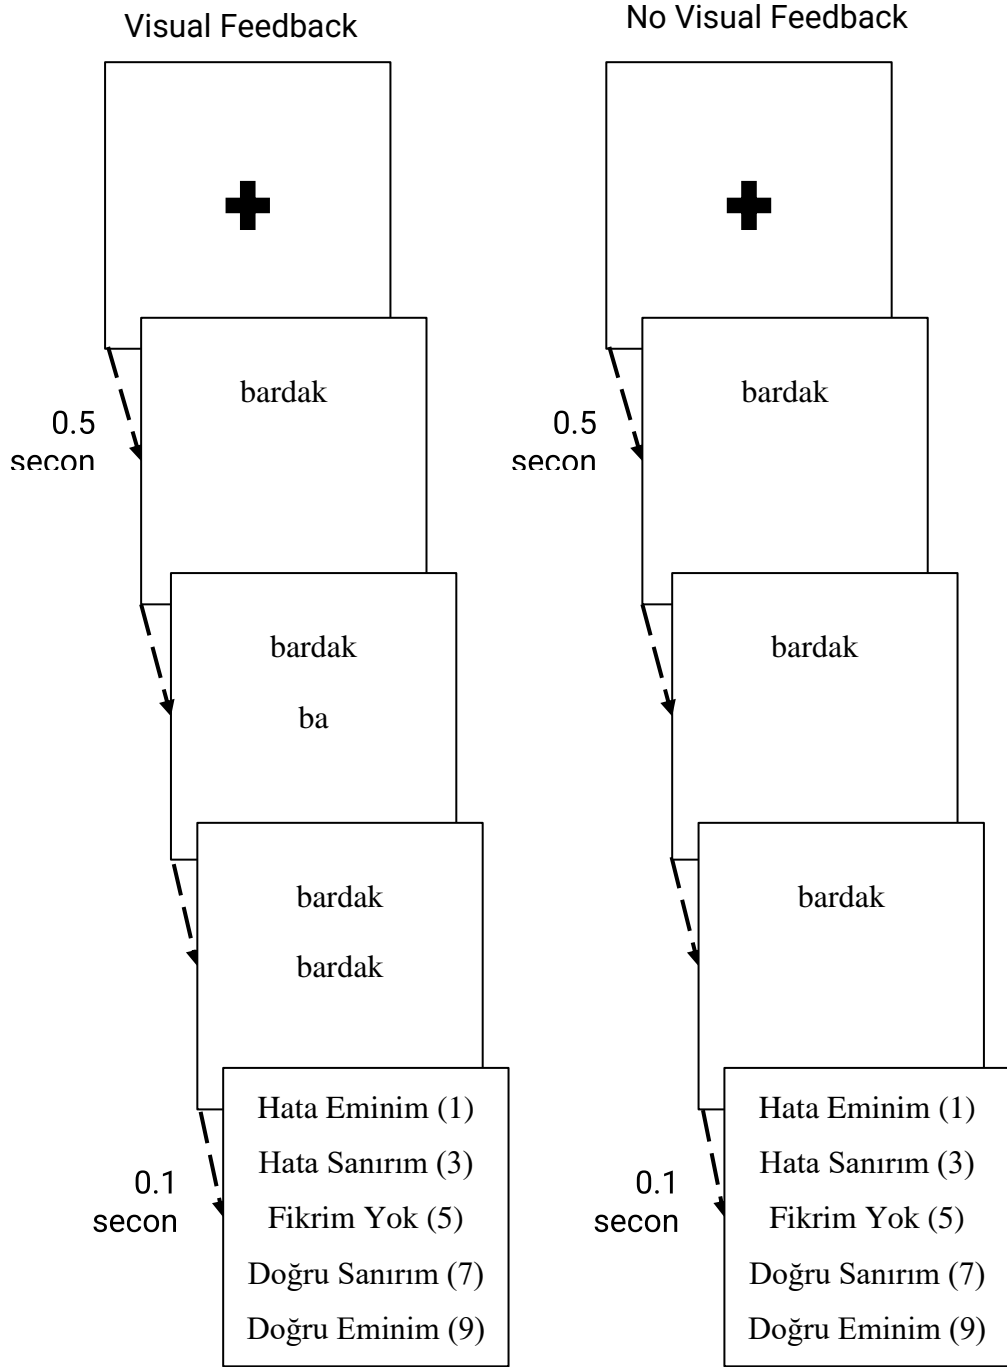 Visual Feedback
0.5
secon
bardak
bardak
ba
bardak
bardak
0.1
secon
Hata Eminim (1)
Hata Sanırım (3)
Fikrim Yok (5)
Doğru Sanırım (7)
Doğru Eminim (9)
No Visual Feedback
0.5
secon
bardak
bardak
bardak
0.1
secon
Hata Eminim (1)
Hata Sanırım (3)
Fikrim Yok (5)
Doğru Sanırım (7)
Doğru Eminim (9)